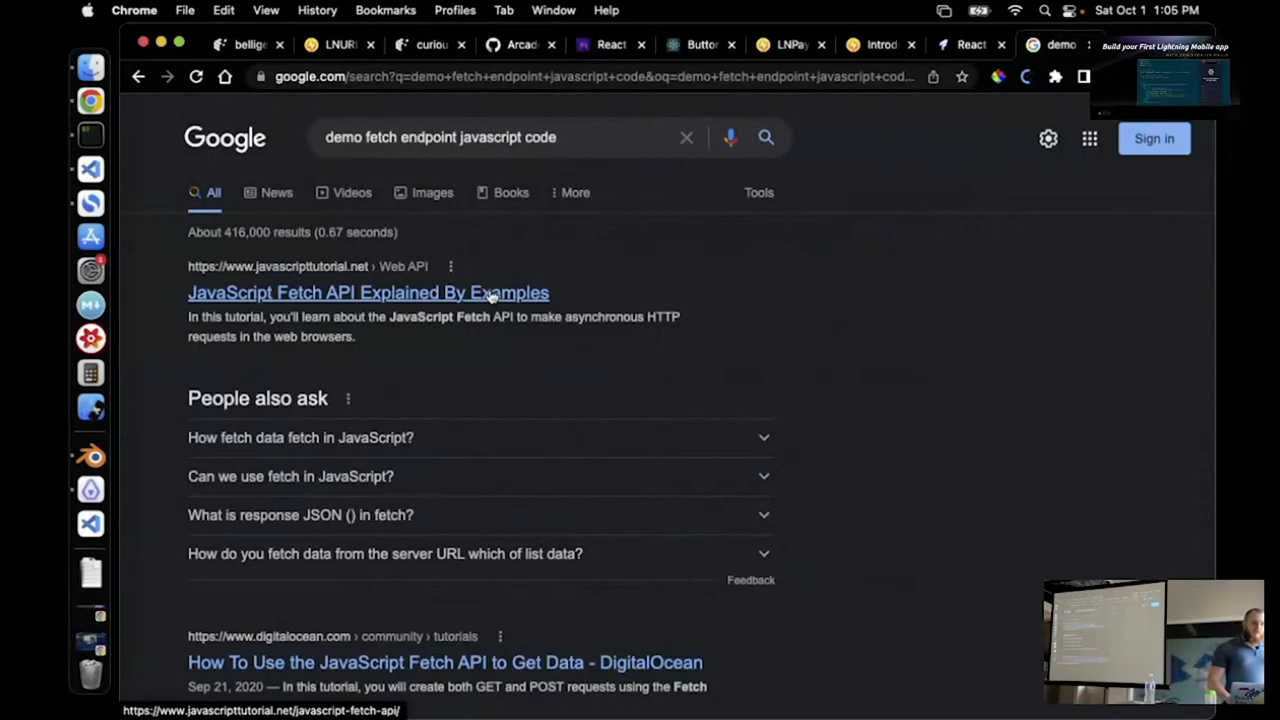 Chrome File Edit View History Bookmarks Profiles Tab Window Help Sat Oct 1 1:05 PM
bellige LNURI curiou Arcad React Butto LNPay Introd React demo
Build your First Lightning Mobile app
google.com/search?q=demo+fetch+endpoint+javascript+code&oq=demo+fetch+endpoint+javascript+cod...
Google
demo fetch endpoint javascript code
Sign in
All News Videos Images Books More Tools
About 416,000 results (0.67 seconds)
https://www.javascripttutorial.net › Web API
JavaScript Fetch API Explained By Examples
In this tutorial, you'll learn about the JavaScript Fetch API to make asynchronous HTTP
requests in the web browsers.
People also ask
How fetch data fetch in JavaScript?
Can we use fetch in JavaScript?
What is response JSON () in fetch?
How do you fetch data from the server URL which of list data?
Feedback
https://www.digitalocean.com › community › tutorials
How To Use the JavaScript Fetch API to Get Data - DigitalOcean
Sep 21, 2020 — In this tutorial, you will create both GET and POST requests using the Fetch
https://www.javascripttutorial.net/javascript-fetch-api/